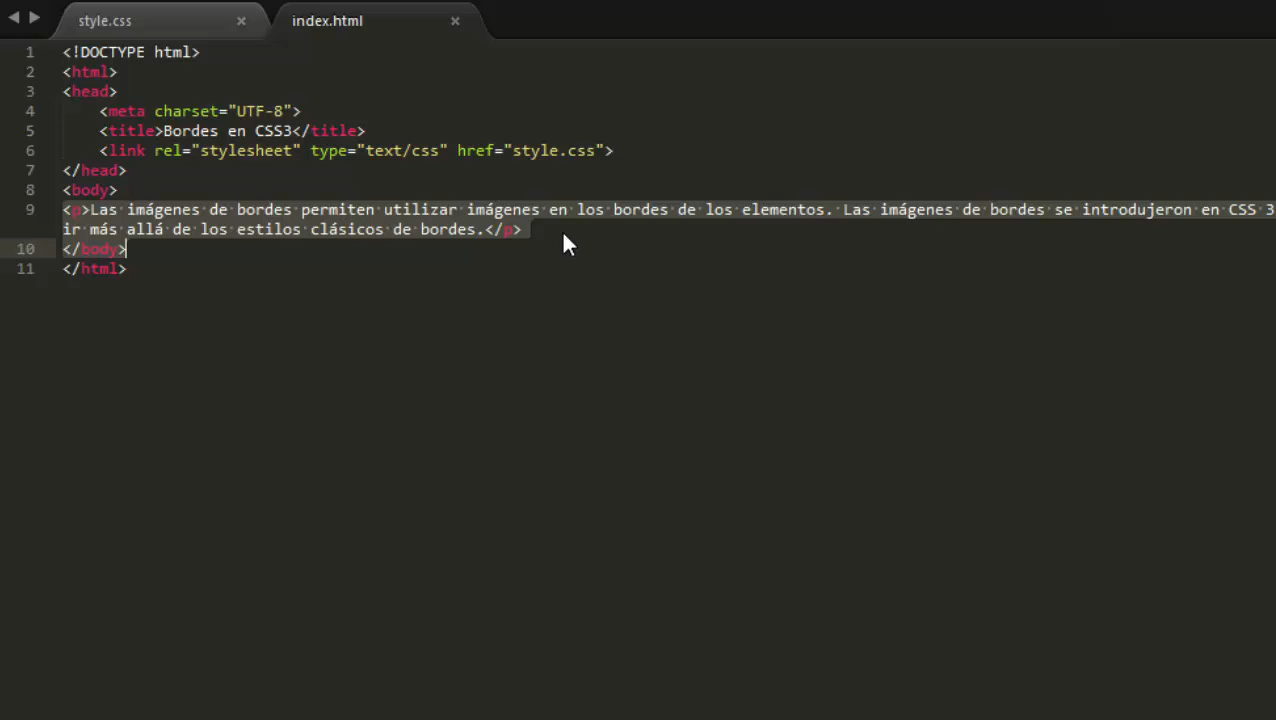 style.css × index.html ×
1 <!DOCTYPE html>
2 <html>
3 <head>
4 <meta charset="UTF-8">
5 <title>Bordes en CSS3</title>
6 <link rel="stylesheet" type="text/css" href="style.css">
7 </head>
8 <body>
9 <p>Las imágenes de bordes permiten utilizar imágenes en los bordes de los elementos. Las imágenes de bordes se introdujeron en CSS 3
ir más allá de los estilos clásicos de bordes.</p>
10 </body>
11 </html>